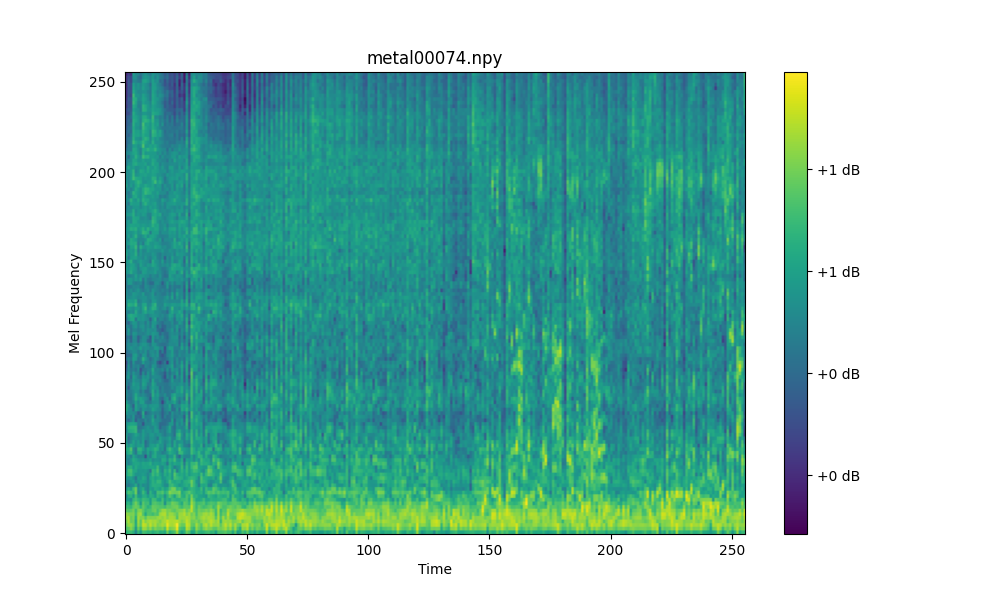 metal00074.npy
Mel Frequency
250
200
150
100
50
0
0 50 100 150 200 250
Time
+1 dB
+1 dB
+0 dB
+0 dB